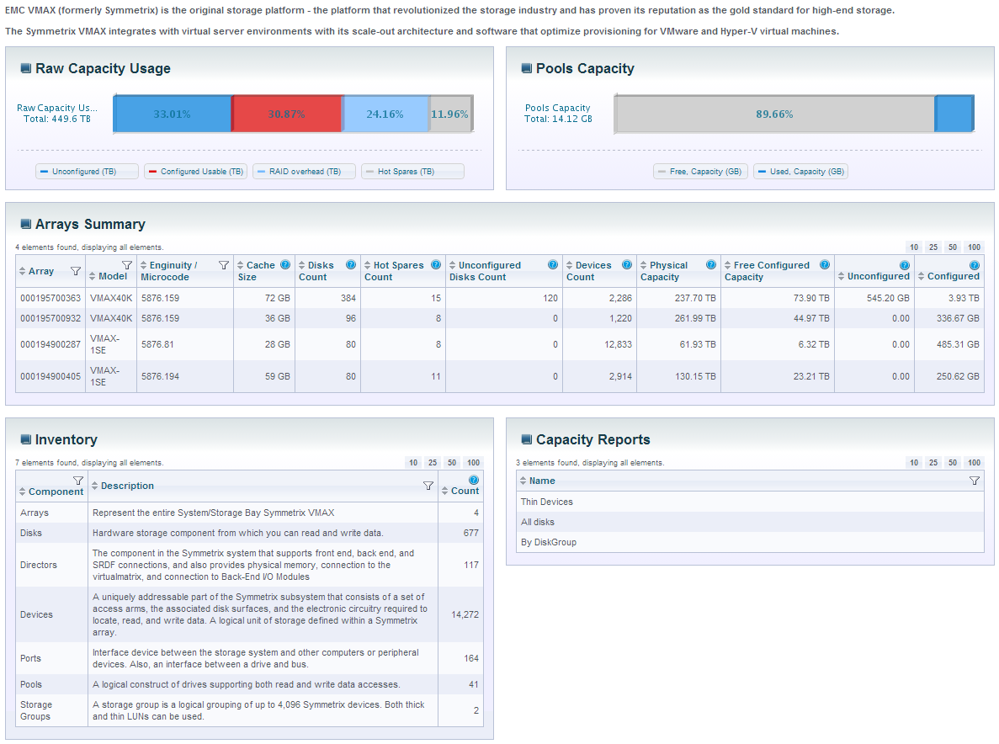 EMC VMAX (formerly Symmetrix) is the original storage platform - the platform that revolutionized the storage industry and has proven its reputation as the gold standard for high-end storage.
The Symmetrix VMAX integrates with virtual server environments with its scale-out architecture and software that optimize provisioning for VMware and Hyper-V virtual machines.
Raw Capacity Usage
Raw Capacity Us...
Total: 449.6 TB
33.01% 30.87% 24.16% 11.96%
Unconfigured (TB) Configured Usable (TB) RAID overhead (TB) Hot Spares (TB)
Pools Capacity
Pools Capacity
Total: 14.12 GB
89.66%
Free, Capacity (GB) Used, Capacity (GB)
Arrays Summary
4 elements found, displaying all elements. 10 25 50 100
Array Model Enginuity / Microcode Cache Size Disks Count Hot Spares Count Unconfigured Disks Count Devices Count Physical Capacity Free Configured Capacity Unconfigured Configured
000195700363 VMAX40K 5876.159 72 GB 384 15 120 2,286 237.70 TB 73.90 TB 545.20 GB 3.93 TB
000195700932 VMAX40K 5876.159 36 GB 96 8 0 1,220 261.99 TB 44.97 TB 0.00 336.67 GB
000194900287 VMAX-1SE 5876.81 28 GB 80 8 0 12,833 61.93 TB 6.32 TB 0.00 485.31 GB
000194900405 VMAX-1SE 5876.194 59 GB 80 11 0 2,914 130.15 TB 23.21 TB 0.00 250.62 GB
Inventory
7 elements found, displaying all elements. 10 25 50 100
Component Description Count
Arrays Represent the entire System/Storage Bay Symmetrix VMAX 4
Disks Hardware storage component from which you can read and write data. 677
The component in the Symmetrix system that supports front end, back end, and
Directors SRDF connections, and also provides physical memory, connection to the 117
virtualmatrix, and connection to Back-End I/O Modules
A uniquely addressable part of the Symmetrix subsystem that consists of a set of
access arms, the associated disk surfaces, and the electronic circuitry required to
Devices locate, read, and write data. A logical unit of storage defined within a Symmetrix 14,272
array.
Interface device between the storage system and other computers or peripheral
Ports devices. Also, an interface between a drive and bus. 164
Pools A logical construct of drives supporting both read and write data accesses. 41
Storage A storage group is a logical grouping of up to 4,096 Symmetrix devices. Both thick
Groups and thin LUNs can be used. 2
Capacity Reports
3 elements found, displaying all elements. 10 25 50 100
Name
Thin Devices
All disks
By DiskGroup